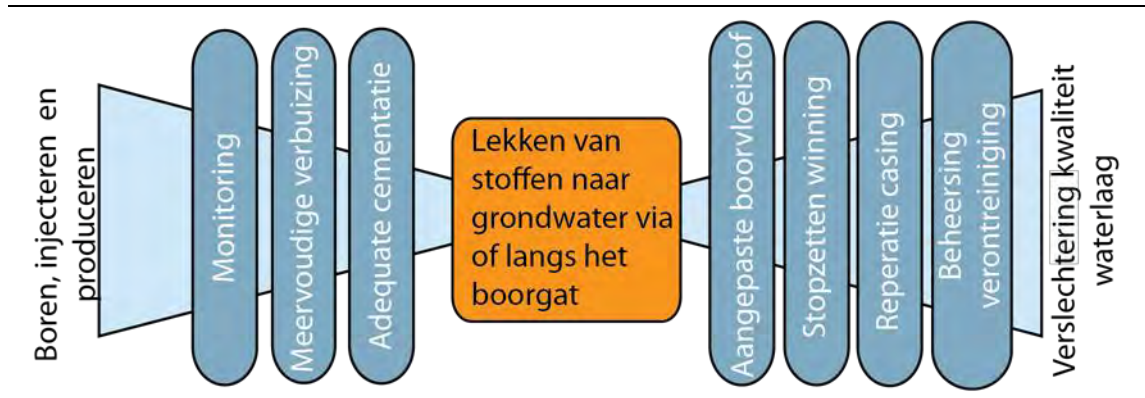 Boren, injecteren en
produceren
Monitoring
Meervoudige verbuizing
Adequate cementatie
Lekken van
stoffen naar
grondwater via
of langs het
boorgat
Aangepaste boorvloeistof
Stopzetten winning
Reperatie casing
Beheersing
verontreiniging
Verslechtering kwaliteit
waterlaag